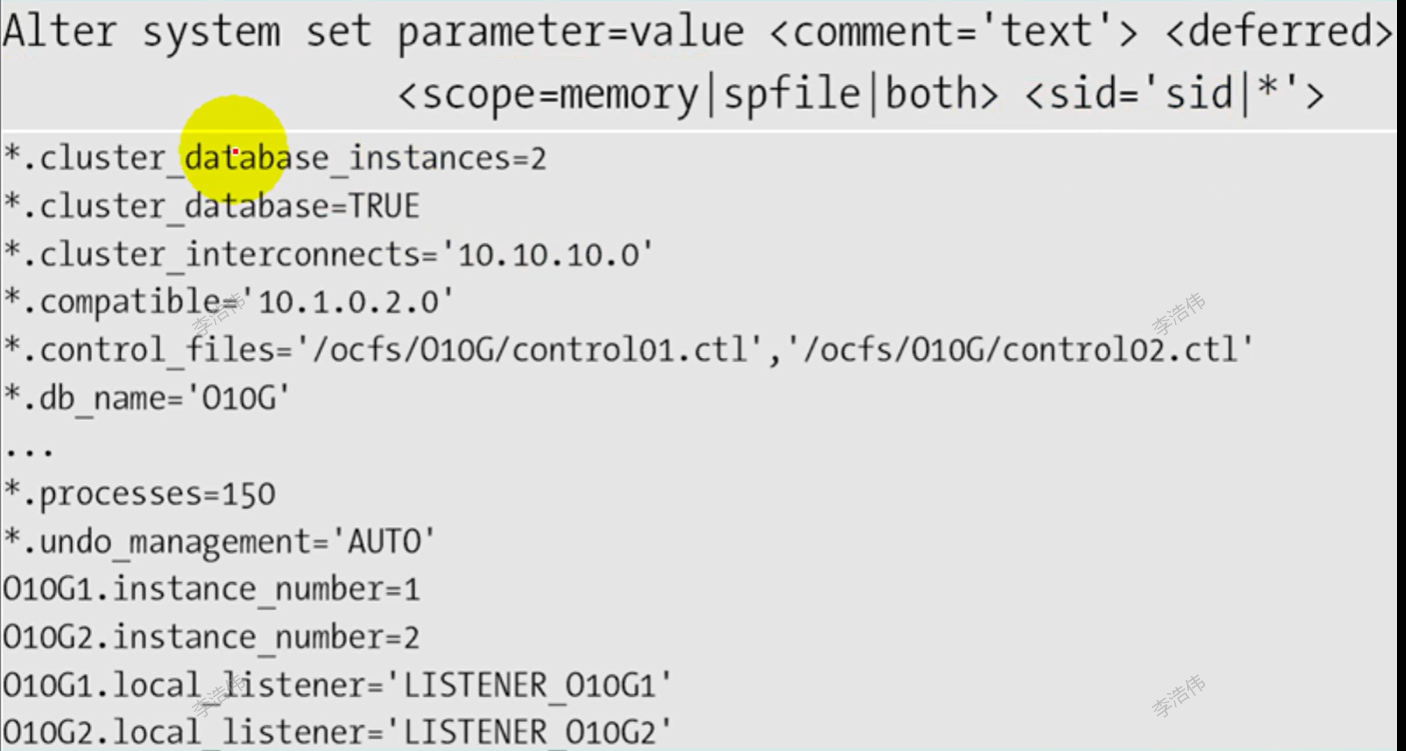 Alter system set parameter=value <comment='text'> <deferred>
<scope=memory|spfile|both> <sid='sid|*'>
*.cluster_database_instances=2
*.cluster_database=TRUE
*.cluster_interconnects='10.10.10.0'
*.compatible='10.1.0.2.0'
李浩伟
李浩伟
*.control_files='/ocfs/O10G/control01.ctl','/ocfs/O10G/control02.ctl'
*.db_name='O10G'
...
*.processes=150
*.undo_management='AUTO'
O10G1.instance_number=1
O10G2.instance_number=2
O10G1.local_listener='LISTENER_O10G1'
李浩伟
李浩伟
O10G2.local_listener='LISTENER_O10G2'